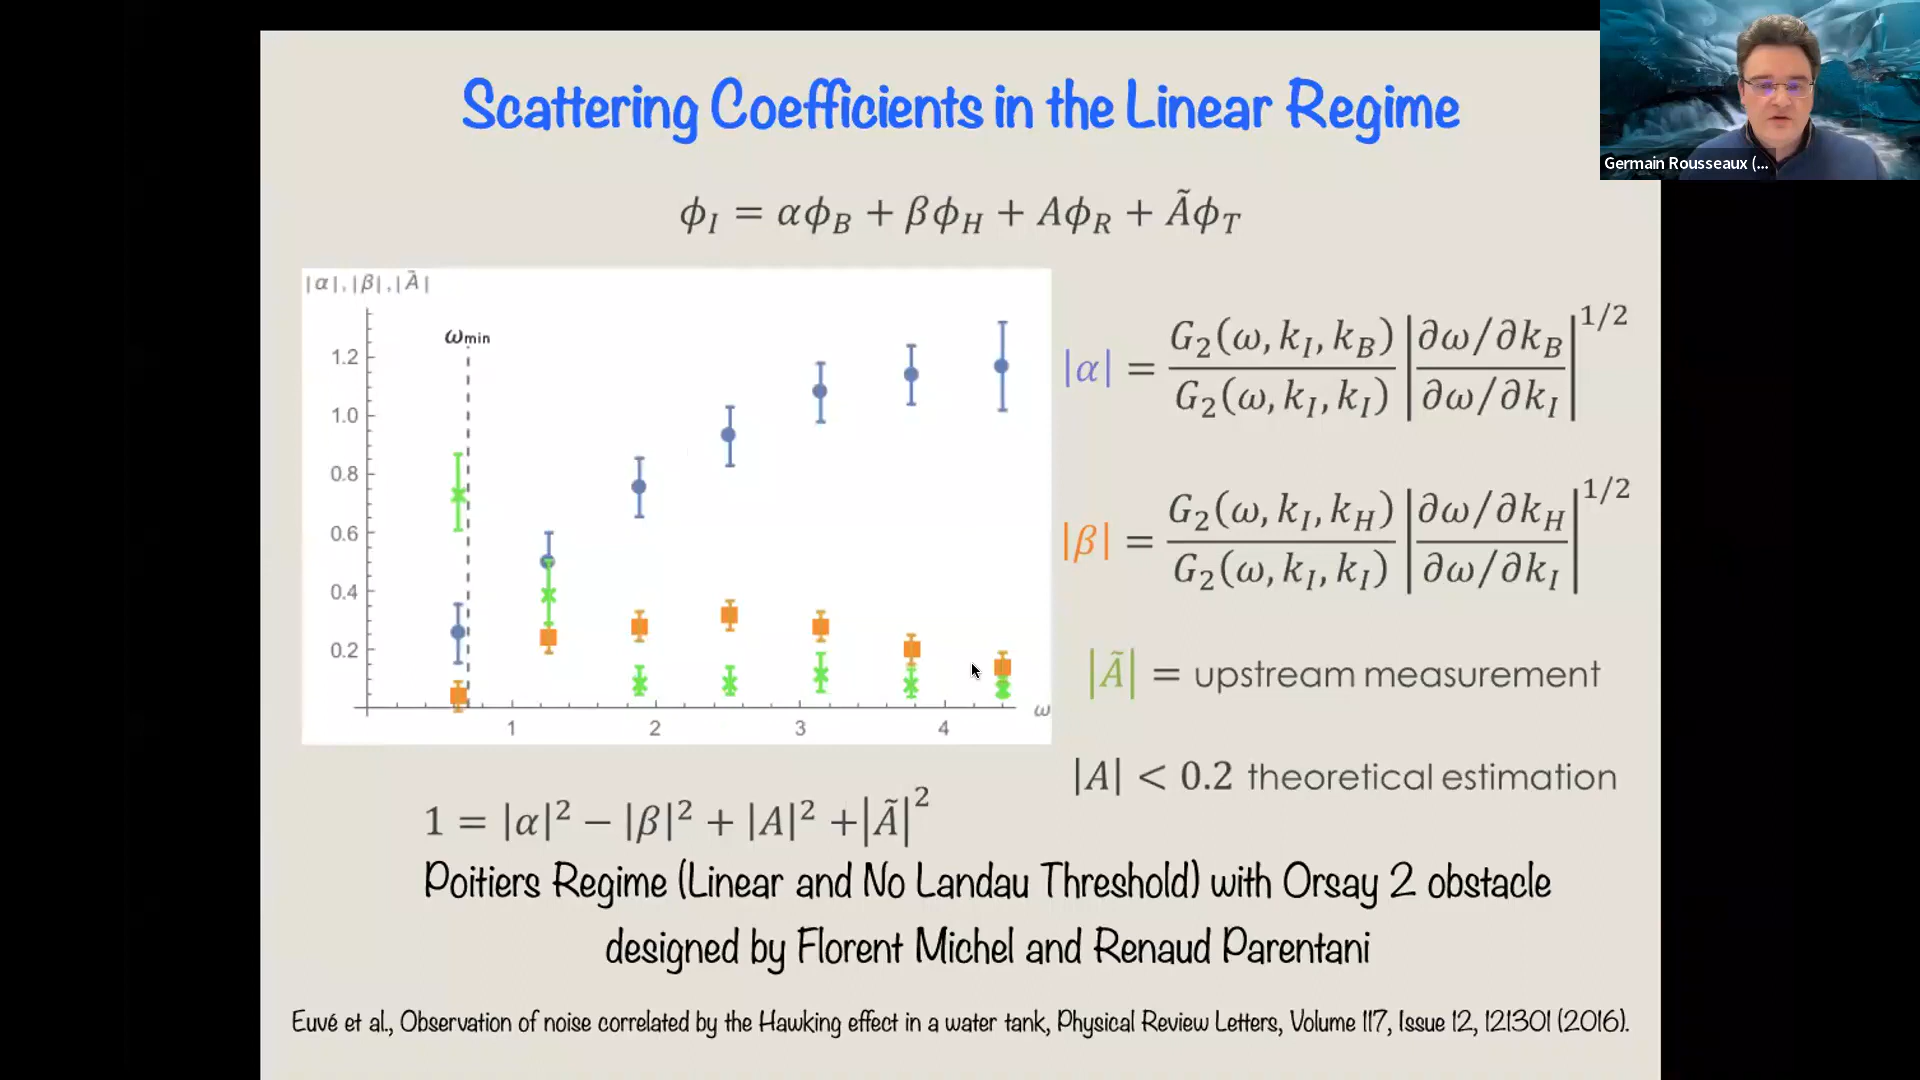 Scattering Coefficients in the Linear Regime
Germain Rousseaux (...
ϕ_I = αϕ_B + βϕ_H + Aϕ_R + Ãϕ_T
|α|,|β|,|Ã|
ω_min
1.2
1.0
0.8
0.6
0.4
0.2
1 2 3 4 ω
|α| = G₂(ω, k_I, k_B) / G₂(ω, k_I, k_I) |∂ω/∂k_B / ∂ω/∂k_I|^1/2
|β| = G₂(ω, k_I, k_H) / G₂(ω, k_I, k_I) |∂ω/∂k_H / ∂ω/∂k_I|^1/2
|Ã| = upstream measurement
|A| < 0.2 theoretical estimation
1 = |α|² − |β|² + |A|² + |Ã|²
Poitiers Regime (Linear and No Landau Threshold) with Orsay 2 obstacle
designed by Florent Michel and Renaud Parentani
Euvé et al., Observation of noise correlated by the Hawking effect in a water tank, Physical Review Letters, Volume 117, Issue 12, 121301 (2016).